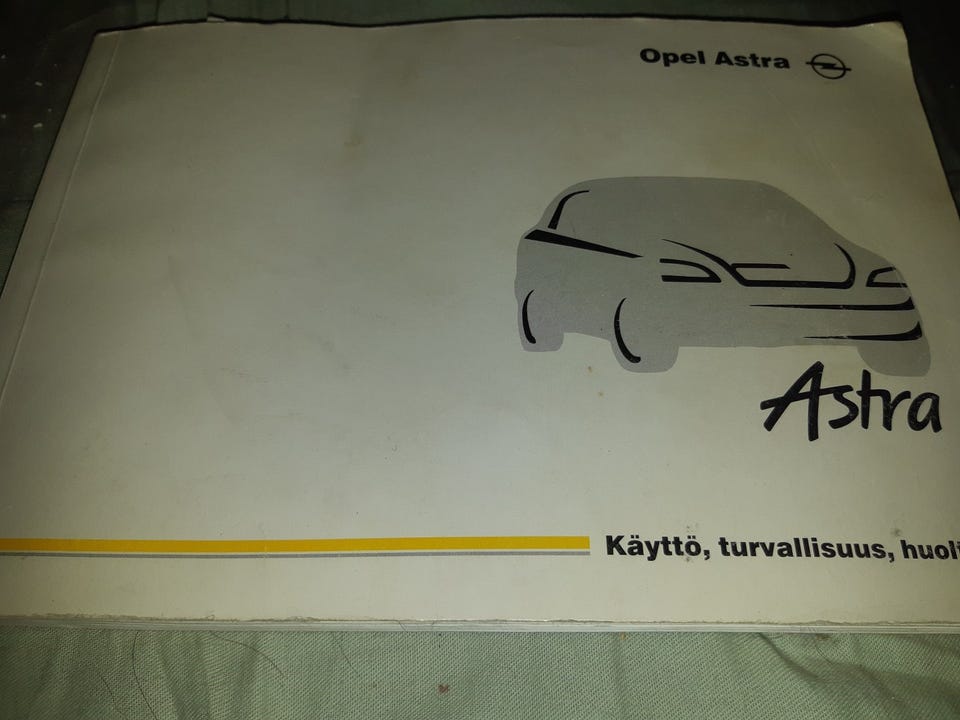 Opel Astra
Astra
Käyttö, turvallisuus,